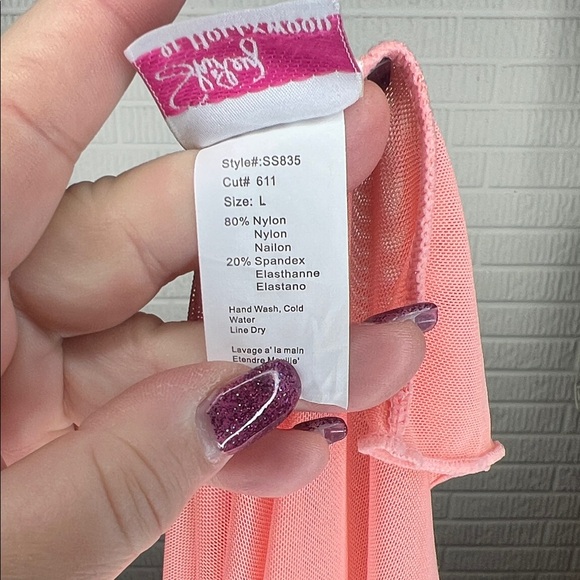 Style#:SS835
Cut# 611
Size: L
80% Nylon
Nylon
Nailon
20% Spandex
Elasthanne
Elastano
Hand Wash, Cold
Water
Line Dry
Lavage a' la main
Etendre